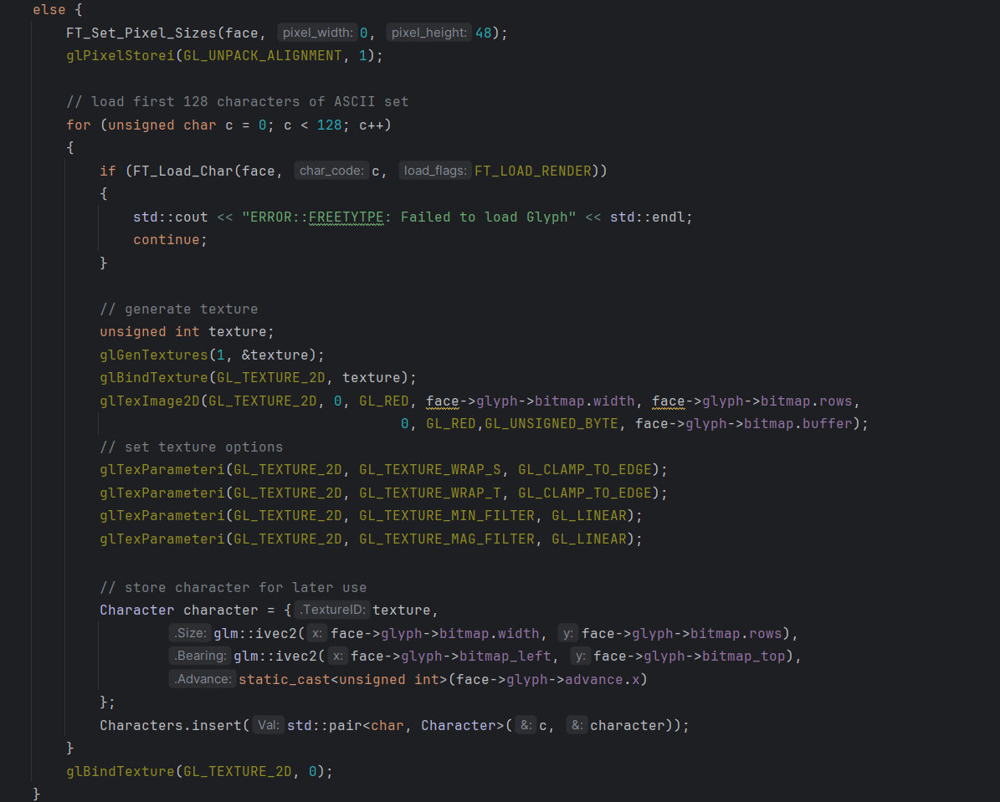 else {
FT_Set_Pixel_Sizes(face, pixel_width: 0, pixel_height: 48);
glPixelStorei(GL_UNPACK_ALIGNMENT, 1);
// load first 128 characters of ASCII set
for (unsigned char c = 0; c < 128; c++)
{
if (FT_Load_Char(face, char_code: c, load_flags: FT_LOAD_RENDER))
{
std::cout << "ERROR::FREETYTPE: Failed to load Glyph" << std::endl;
continue;
}
// generate texture
unsigned int texture;
glGenTextures(1, &texture);
glBindTexture(GL_TEXTURE_2D, texture);
glTexImage2D(GL_TEXTURE_2D, 0, GL_RED, face->glyph->bitmap.width, face->glyph->bitmap.rows,
0, GL_RED,GL_UNSIGNED_BYTE, face->glyph->bitmap.buffer);
// set texture options
glTexParameteri(GL_TEXTURE_2D, GL_TEXTURE_WRAP_S, GL_CLAMP_TO_EDGE);
glTexParameteri(GL_TEXTURE_2D, GL_TEXTURE_WRAP_T, GL_CLAMP_TO_EDGE);
glTexParameteri(GL_TEXTURE_2D, GL_TEXTURE_MIN_FILTER, GL_LINEAR);
glTexParameteri(GL_TEXTURE_2D, GL_TEXTURE_MAG_FILTER, GL_LINEAR);
// store character for later use
Character character = { .TextureID: texture,
.Size: glm::ivec2( x: face->glyph->bitmap.width, y: face->glyph->bitmap.rows),
.Bearing: glm::ivec2( x: face->glyph->bitmap_left, y: face->glyph->bitmap_top),
.Advance: static_cast<unsigned int>(face->glyph->advance.x)
};
Characters.insert( Val: std::pair<char, Character>( &: c, &: character));
}
glBindTexture(GL_TEXTURE_2D, 0);
}